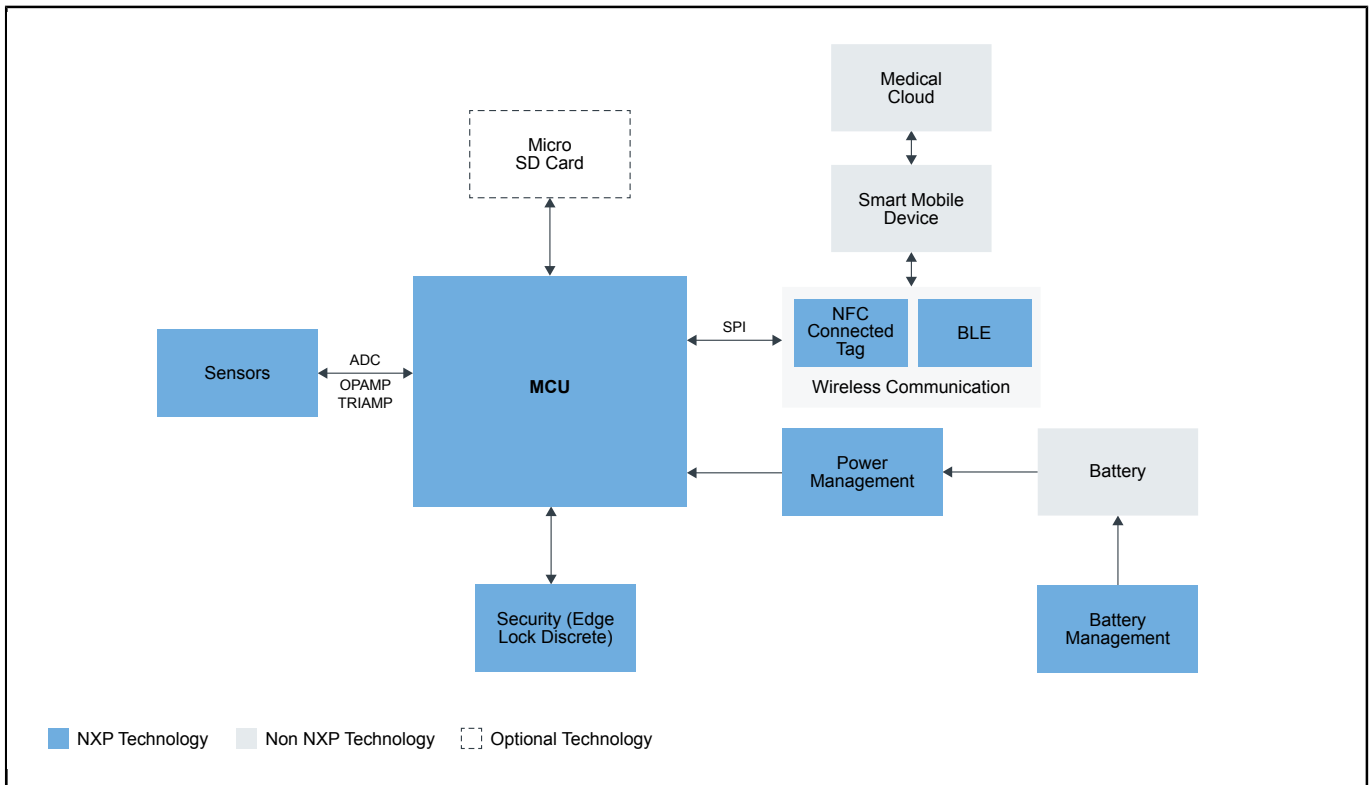 Medical
Cloud
Micro
SD Card
Smart Mobile
Device
NFC
Connected
Tag
BLE
SPI
Wireless Communication
ADC
Sensors
OPAMP
TRIAMP
MCU
Power
Management
Battery
Security (Edge
Lock Discrete)
Battery
Management
NXP Technology
Non NXP Technology
Optional Technology